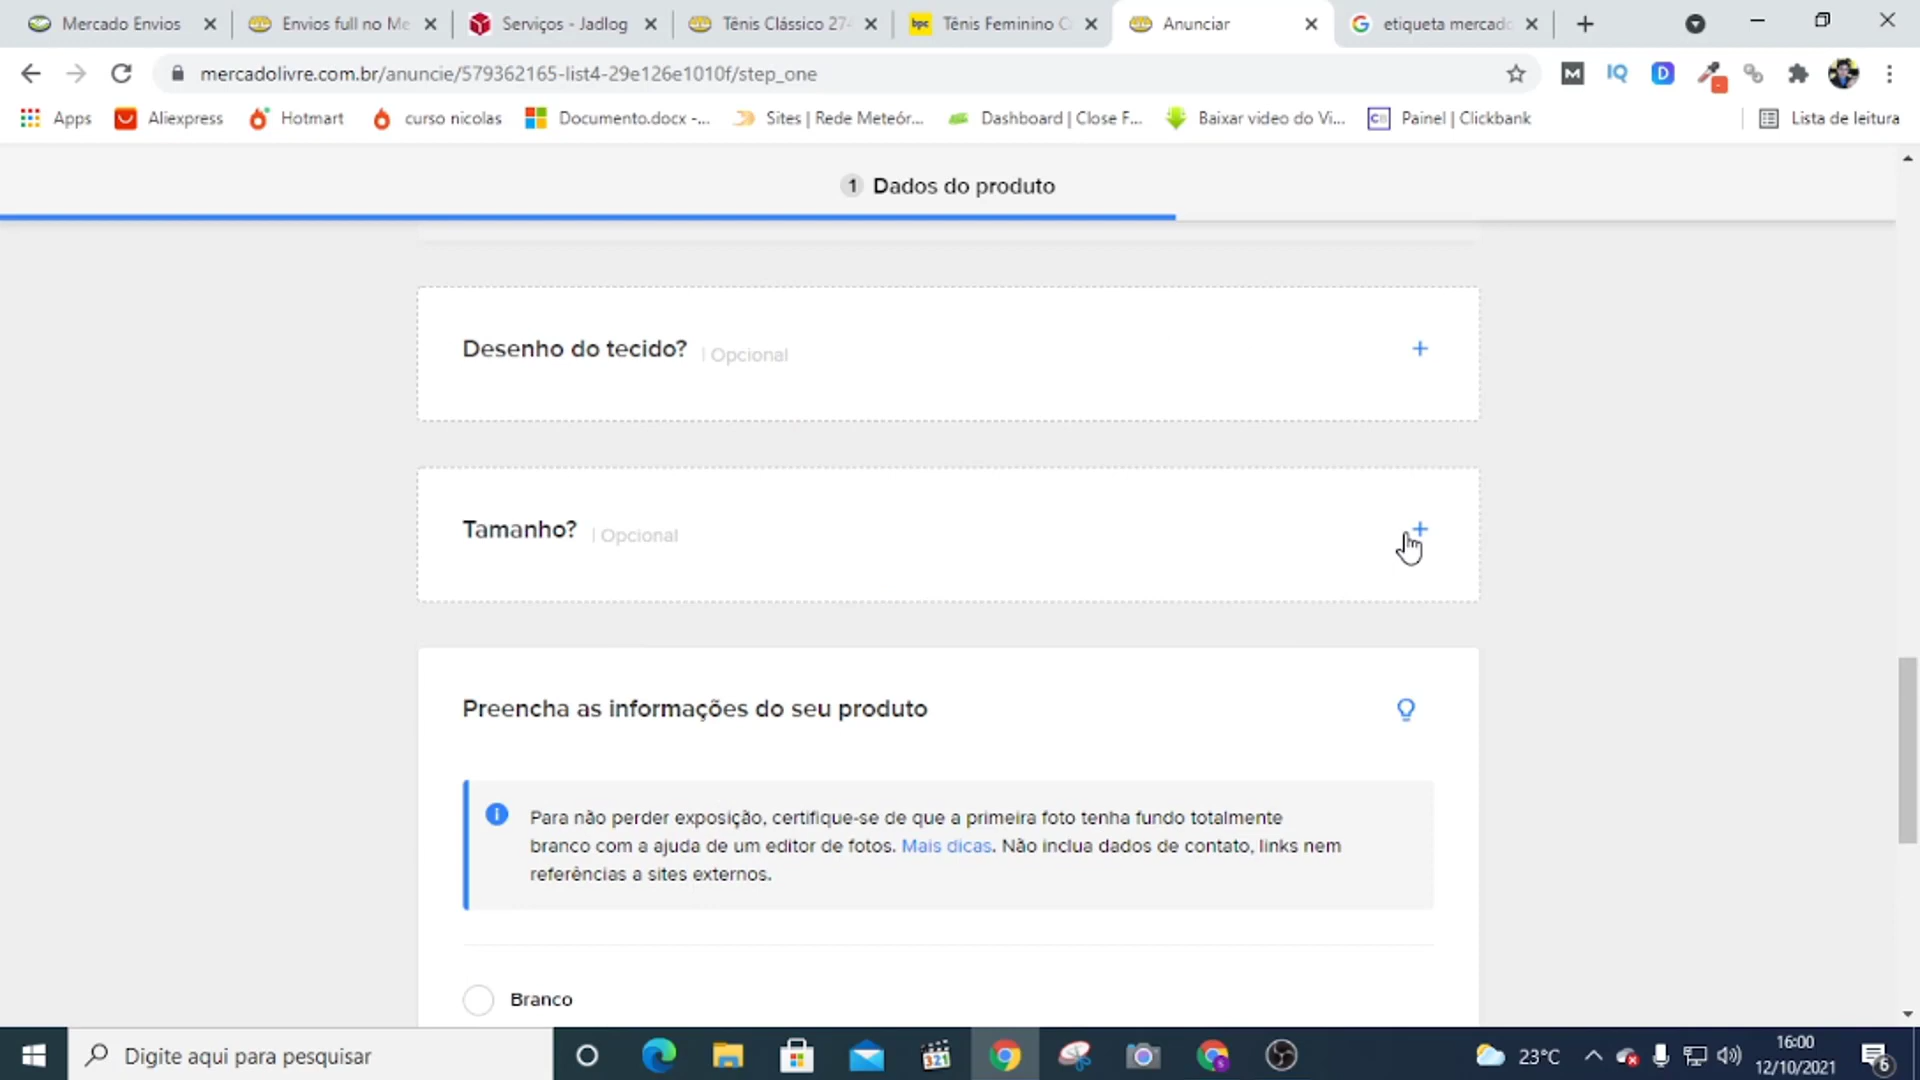 Mercado Envios
Envios full no Me
Serviços - Jadlog
Tênis Clássico 274
Tênis Feminino C
Anunciar
etiqueta mercado
mercadolivre.com.br/anuncie/579362165-list4-29e126e1010f/step_one
Apps
Aliexpress
Hotmart
curso nicolas
Documento.docx -...
Sites | Rede Meteór...
Dashboard | Close F...
Baixar video do Vi...
Painel | Clickbank
Lista de leitura
1 Dados do produto
Desenho do tecido? | Opcional
Tamanho? | Opcional
Preencha as informações do seu produto
Para não perder exposição, certifique-se de que a primeira foto tenha fundo totalmente
branco com a ajuda de um editor de fotos. Mais dicas. Não inclua dados de contato, links nem
referências a sites externos.
Branco
Digite aqui para pesquisar
321
23°C
16:00
12/10/2021
6